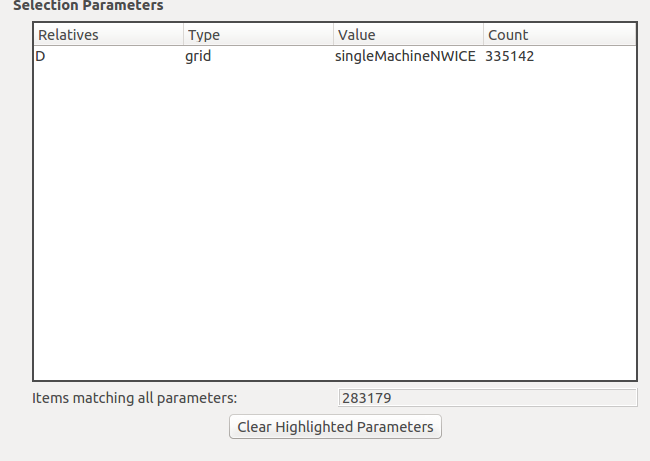 Selection Parameters
Relatives Type Value Count
D grid singleMachineNWICE 335142
Items matching all parameters: 283179
Clear Highlighted Parameters